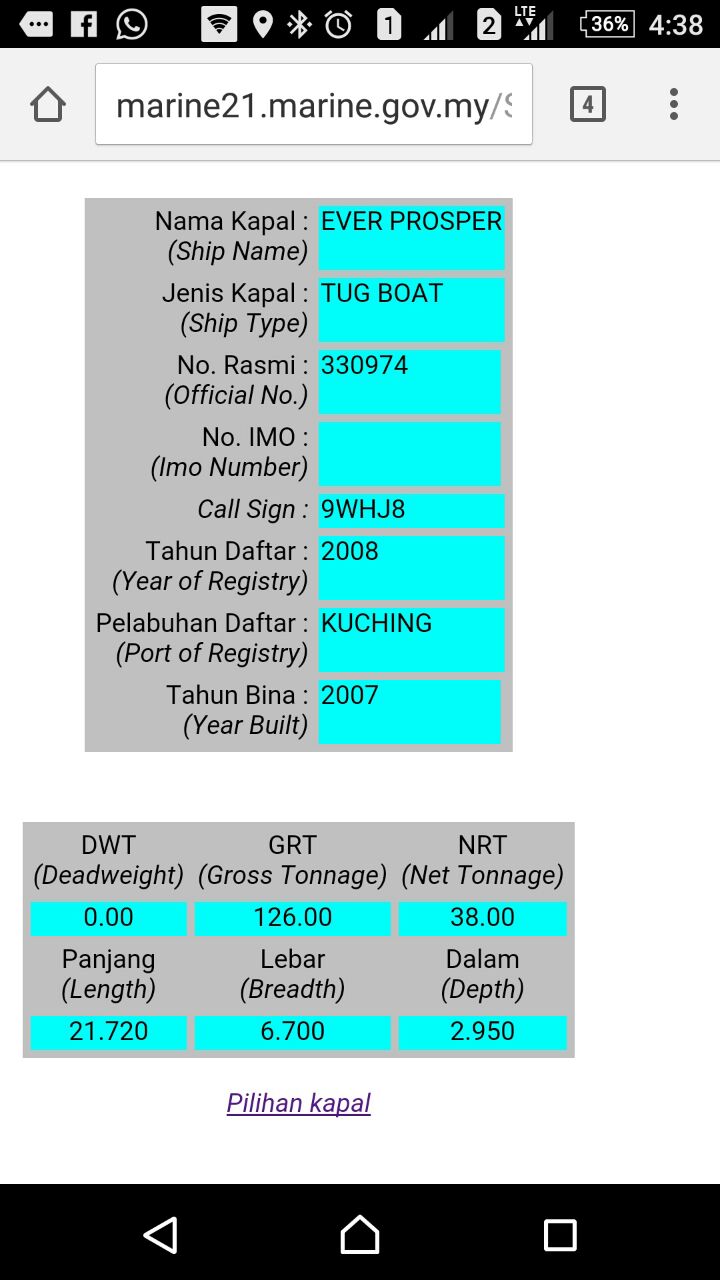 LTE
1
2
36%
4:38
marine21.marine.gov.my/S
4
Nama Kapal : EVER PROSPER
(Ship Name)
Jenis Kapal : TUG BOAT
(Ship Type)
No. Rasmi : 330974
(Official No.)
No. IMO :
(Imo Number)
Call Sign : 9WHJ8
Tahun Daftar : 2008
(Year of Registry)
Pelabuhan Daftar : KUCHING
(Port of Registry)
Tahun Bina : 2007
(Year Built)
DWT GRT NRT
(Deadweight) (Gross Tonnage) (Net Tonnage)
0.00 126.00 38.00
Panjang Lebar Dalam
(Length) (Breadth) (Depth)
21.720 6.700 2.950
Pilihan kapal